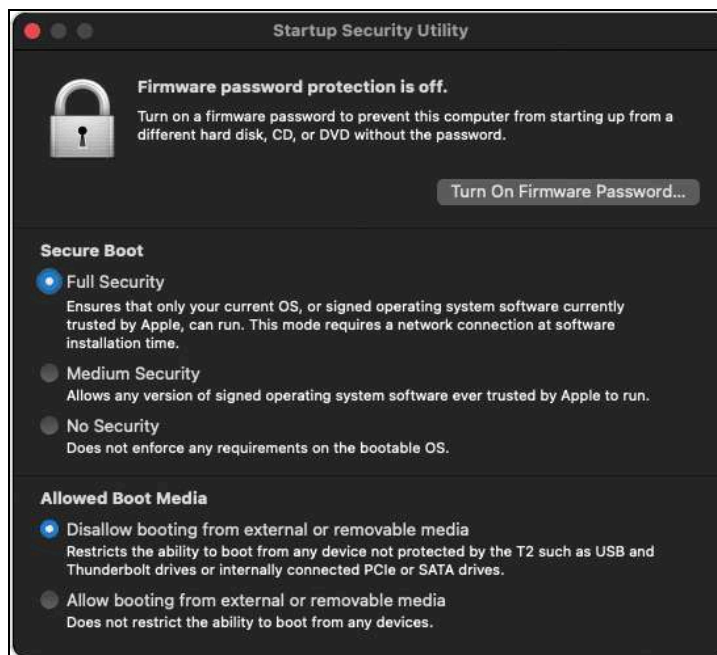 Startup Security Utility
Firmware password protection is off.
Turn on a firmware password to prevent this computer from starting up from a
different hard disk, CD, or DVD without the password.
Turn On Firmware Password...
Secure Boot
Full Security
Ensures that only your current OS, or signed operating system software currently
trusted by Apple, can run. This mode requires a network connection at software
installation time.
Medium Security
Allows any version of signed operating system software ever trusted by Apple to run.
No Security
Does not enforce any requirements on the bootable OS.
Allowed Boot Media
Disallow booting from external or removable media
Restricts the ability to boot from any device not protected by the T2 such as USB and
Thunderbolt drives or internally connected PCIe or SATA drives.
Allow booting from external or removable media
Does not restrict the ability to boot from any devices.